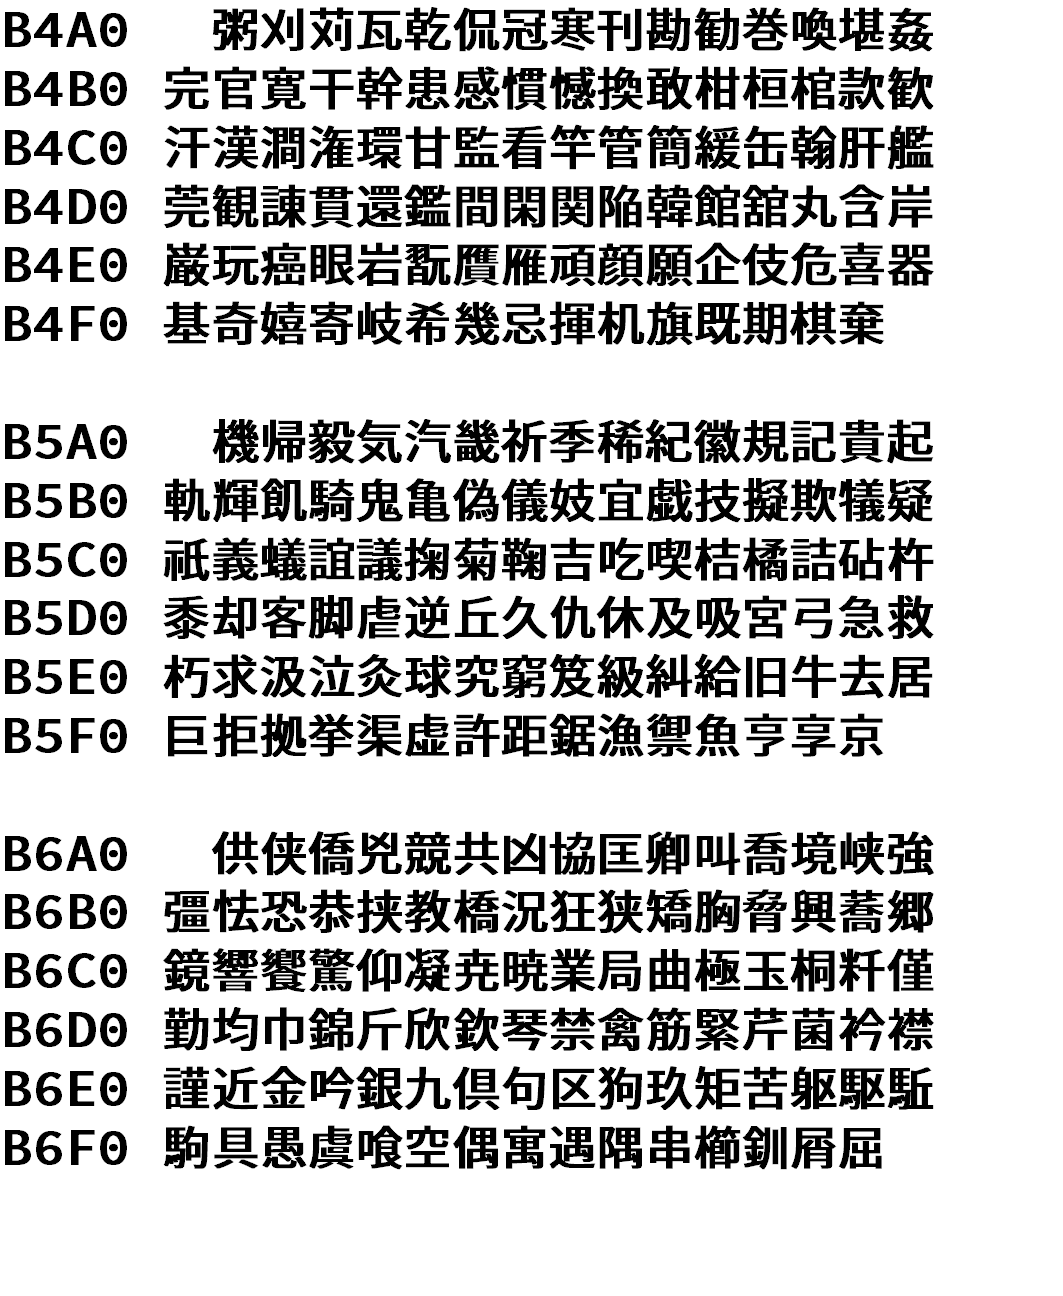 B4A0 粥刈苅瓦乾侃冠寒刊勘勧巻喚堪姦
B4B0 完官寛干幹患感慣憾換敢柑桓棺款歓
B4C0 汗漢澗潅環甘監看竿管簡緩缶翰肝艦
B4D0 莞観諌貫還鑑間閑関陥韓館舘丸含岸
B4E0 巌玩癌眼岩翫贋雁頑顔願企伎危喜器
B4F0 基奇嬉寄岐希幾忌揮机旗既期棋棄
B5A0 機帰毅気汽畿祈季稀紀徽規記貴起
B5B0 軌輝飢騎鬼亀偽儀妓宜戯技擬欺犠疑
B5C0 祇義蟻誼議掬菊鞠吉吃喫桔橘詰砧杵
B5D0 黍却客脚虐逆丘久仇休及吸宮弓急救
B5E0 朽求汲泣灸球究窮笈級糾給旧牛去居
B5F0 巨拒拠挙渠虚許距鋸漁禦魚亨享京
B6A0 供侠僑兇競共凶協匡卿叫喬境峡強
B6B0 彊怯恐恭挟教橋況狂狭矯胸脅興蕎郷
B6C0 鏡響饗驚仰凝尭暁業局曲極玉桐粁僅
B6D0 勤均巾錦斤欣欽琴禁禽筋緊芹菌衿襟
B6E0 謹近金吟銀九倶句区狗玖矩苦躯駆駈
B6F0 駒具愚虞喰空偶寓遇隅串櫛釧屑屈